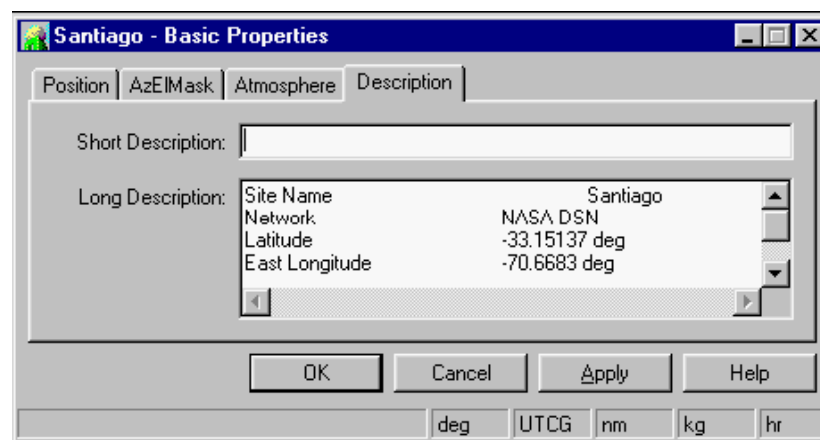 Santiago - Basic Properties
Position AzElMask Atmosphere Description
Short Description:
Long Description:
Site Name Santiago
Network NASA DSN
Latitude -33.15137 deg
East Longitude -70.6683 deg
OK Cancel Apply Help
deg UTCG nm kg hr